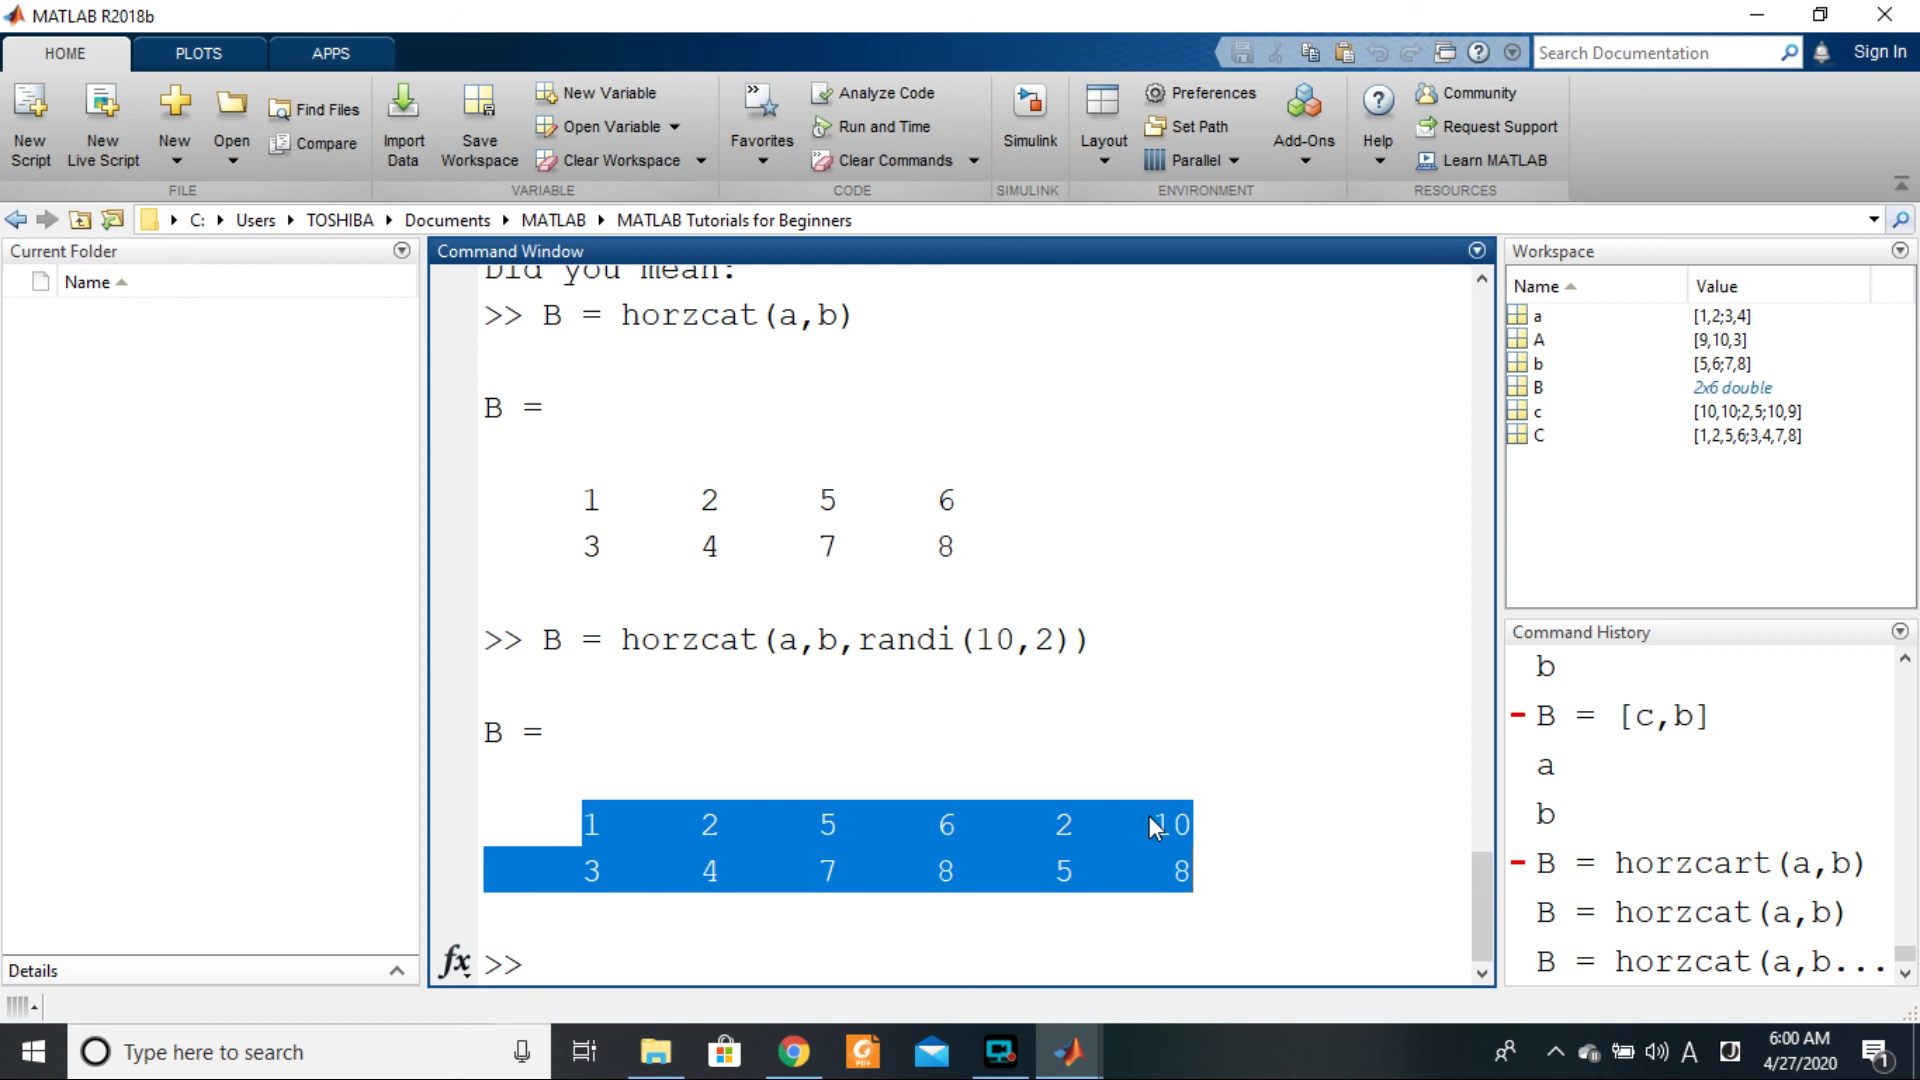 MATLAB R2018b
HOME
PLOTS
APPS
Search Documentation
Sign In
New Script
New Live Script
New
Open
Find Files
Compare
Import Data
Save Workspace
New Variable
Open Variable
Clear Workspace
Favorites
Analyze Code
Run and Time
Clear Commands
Simulink
Layout
Preferences
Set Path
Parallel
Add-Ons
Help
Community
Request Support
Learn MATLAB
FILE
VARIABLE
CODE
SIMULINK
ENVIRONMENT
RESOURCES
C: Users TOSHIBA Documents MATLAB MATLAB Tutorials for Beginners
Current Folder
Name
Details
Command Window
Did you mean:
>> B = horzcat(a,b)
B =
1 2 5 6
3 4 7 8
>> B = horzcat(a,b,randi(10,2))
B =
1 2 5 6 2 10
3 4 7 8 5 8
fx >>
Workspace
Name Value
a [1,2;3,4]
A [9,10,3]
b [5,6;7,8]
B 2x6 double
c [10,10;2,5;10,9]
C [1,2,5,6;3,4,7,8]
Command History
b
B = [c,b]
a
b
B = horzcart(a,b)
B = horzcat(a,b)
B = horzcat(a,b...
Type here to search
6:00 AM
4/27/2020
1